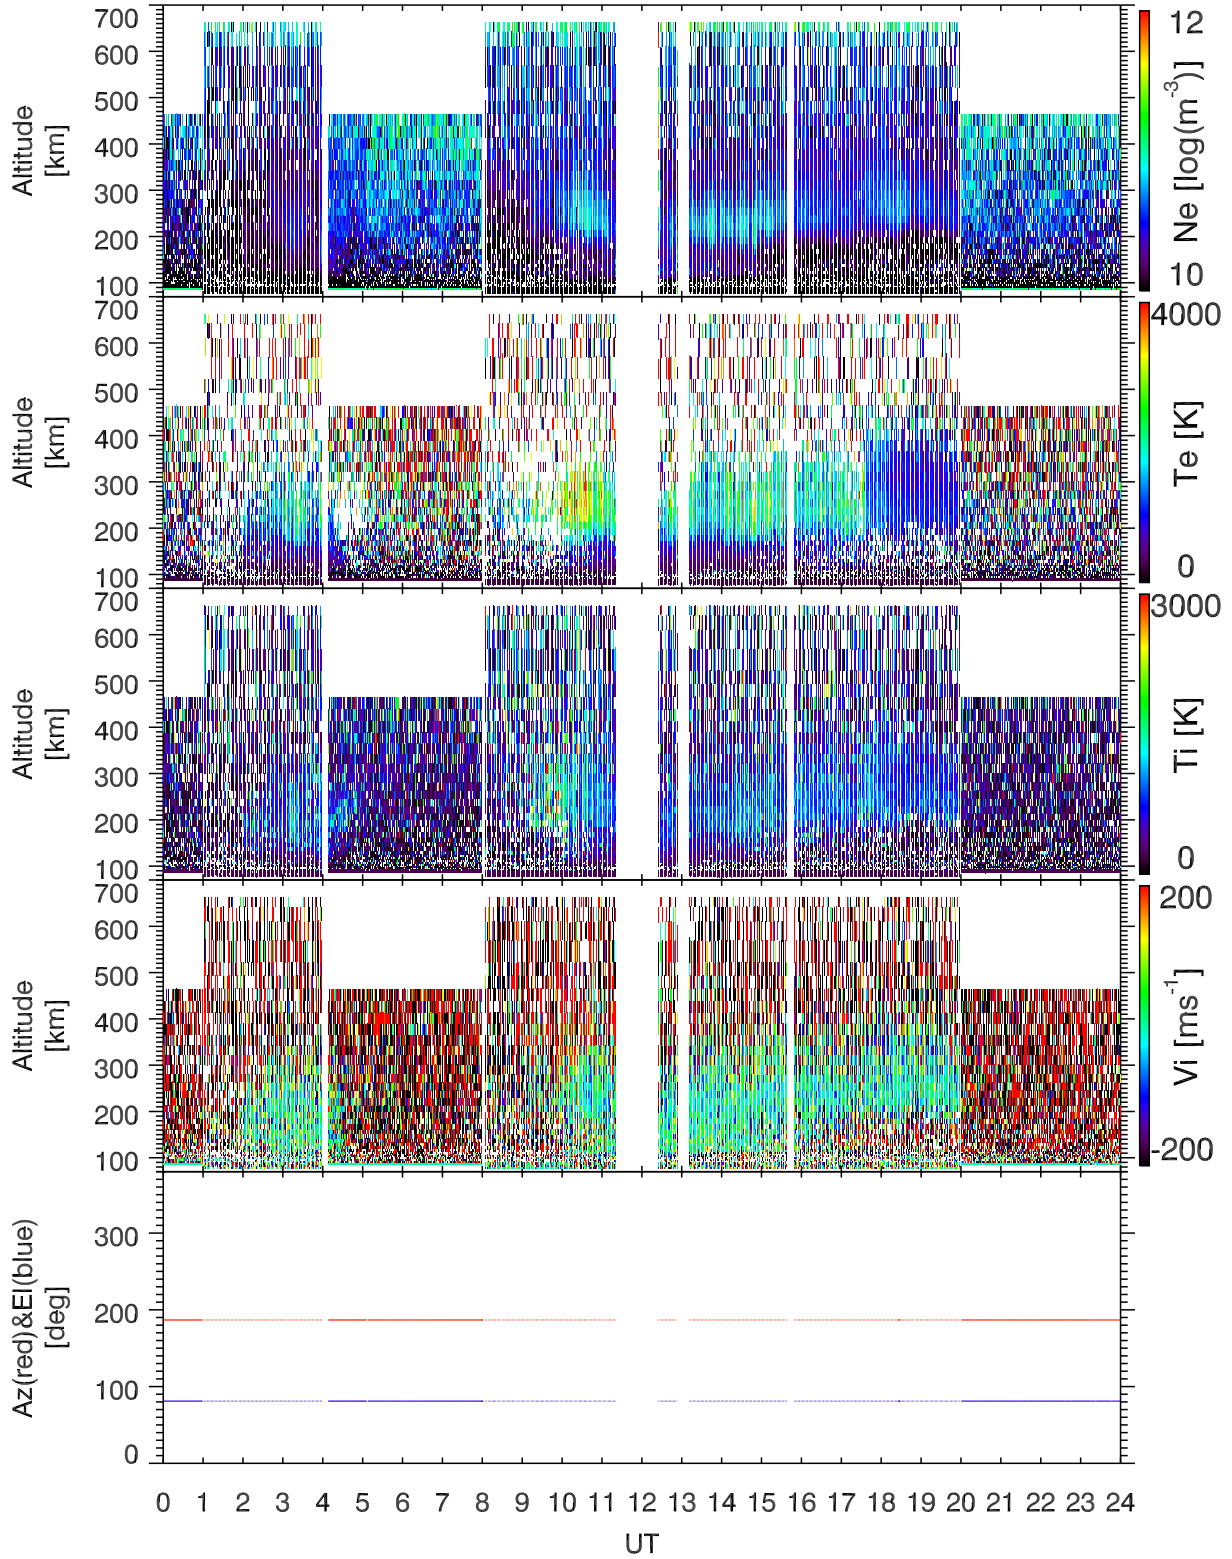 700
600
500
400
300
200
100
Altitude
[km]
12
10
Ne [log(m⁻³)]
700
600
500
400
300
200
100
Altitude
[km]
4000
0
Te [K]
700
600
500
400
300
200
100
Altitude
[km]
3000
0
Ti [K]
700
600
500
400
300
200
100
Altitude
[km]
200
-200
Vi [ms⁻¹]
300
200
100
0
Az(red)&El(blue)
[deg]
0 1 2 3 4 5 6 7 8 9 10 11 12 13 14 15 16 17 18 19 20 21 22 23 24
UT